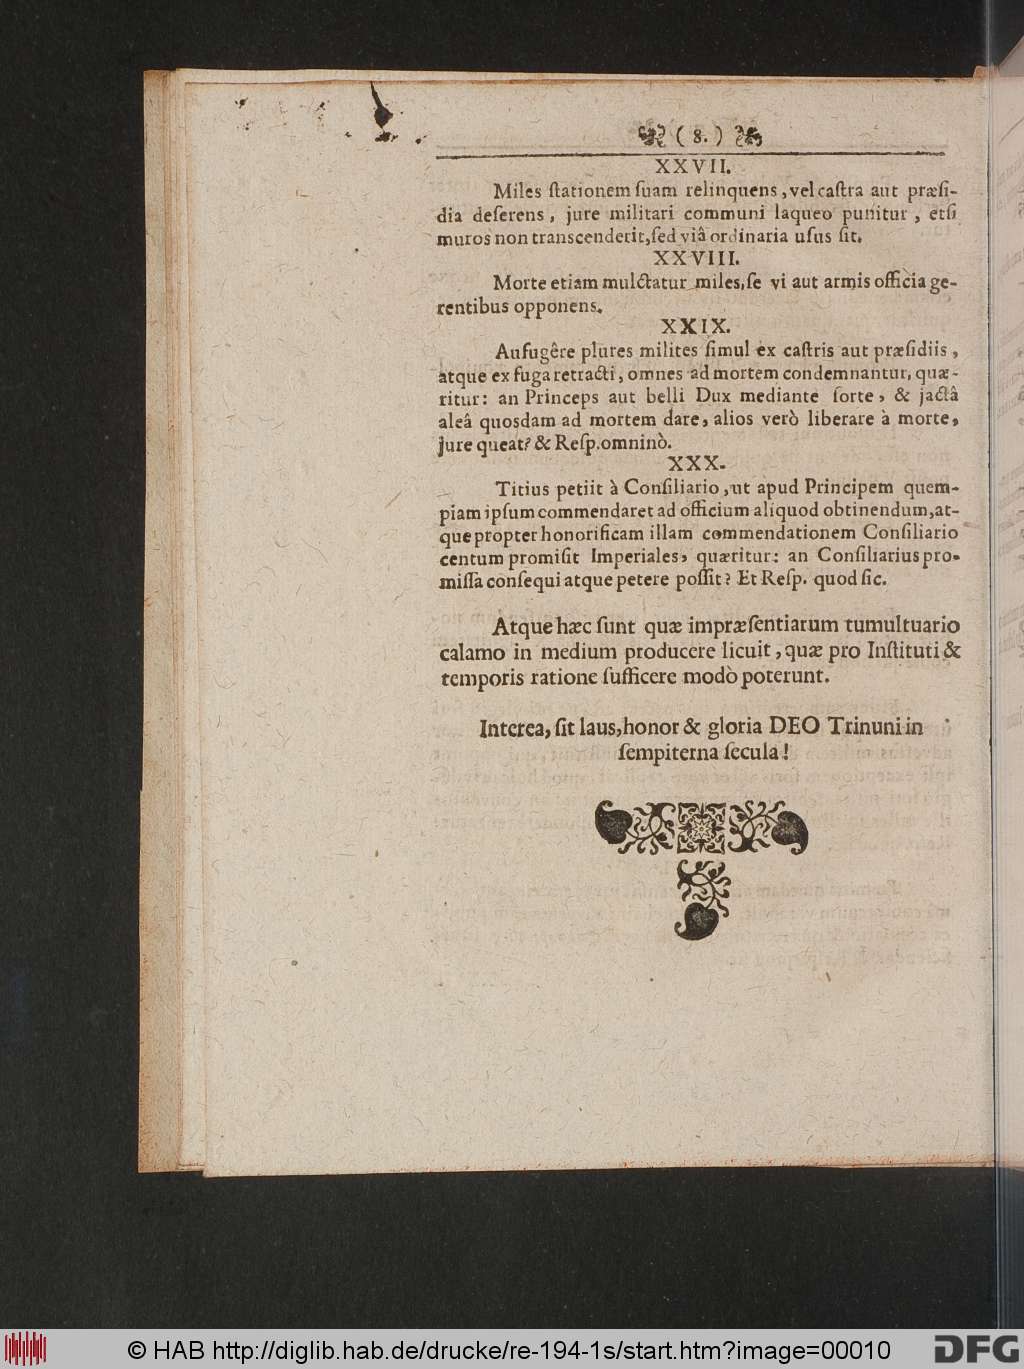 ( 8. )
XXVII.
Miles ſtationem ſuam relinquens, vel caſtra aut præſi-
dia deſerens, jure militari communi laqueo punitur, etſi
muros non transcenderit, ſed viâ ordinaria uſus ſit.
XXVIII.
Morte etiam mulctatur miles, ſe vi aut armis officia ge-
rentibus opponens.
XXIX.
Aufugêre plures milites ſimul ex caſtris aut præſidiis,
atque ex fuga retracti, omnes ad mortem condemnantur, quæ-
ritur: an Princeps aut belli Dux mediante ſorte, & jactâ
aleâ quosdam ad mortem dare, alios verò liberare à morte,
jure queat? & Reſp. omninò.
XXX.
Titius petiit à Conſiliario, ut apud Principem quem-
piam ipſum commendaret ad officium aliquod obtinendum, at-
que propter honorificam illam commendationem Conſiliario
centum promiſit Imperiales, quæritur: an Conſiliarius pro-
miſſa conſequi atque petere poſſit? Et Reſp. quod ſic.
Atque hæc ſunt quæ impræſentiarum tumultuario
calamo in medium producere licuit, quæ pro Inſtituti &
temporis ratione ſufficere modò poterunt.
Interea, ſit laus, honor & gloria DEO Trinuni in
ſempiterna ſecula!
© HAB http://diglib.hab.de/drucke/re-194-1s/start.htm?image=00010
DFG